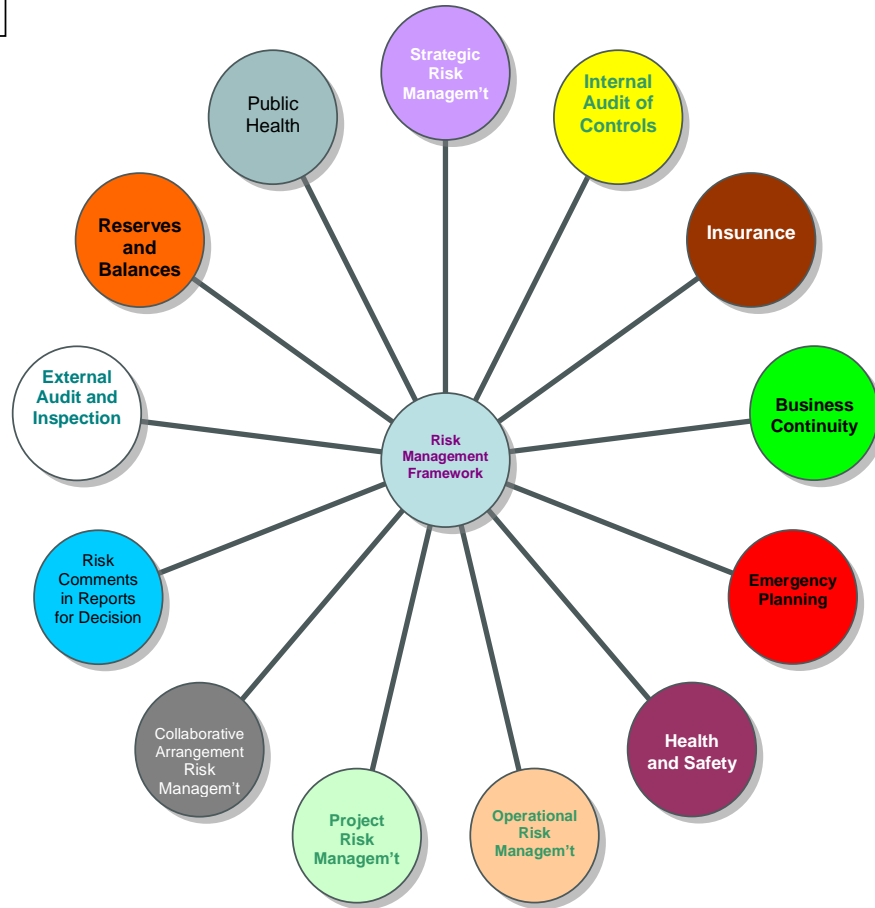 Strategic
Risk
Managem't
Internal
Audit of
Controls
Insurance
Business
Continuity
Emergency
Planning
Health
and Safety
Operational
Risk
Managem't
Project
Risk
Managem't
Collaborative
Arrangement
Risk
Managem't
Risk
Comments
in Reports
for Decision
External
Audit and
Inspection
Reserves
and
Balances
Public
Health
Risk
Management
Framework